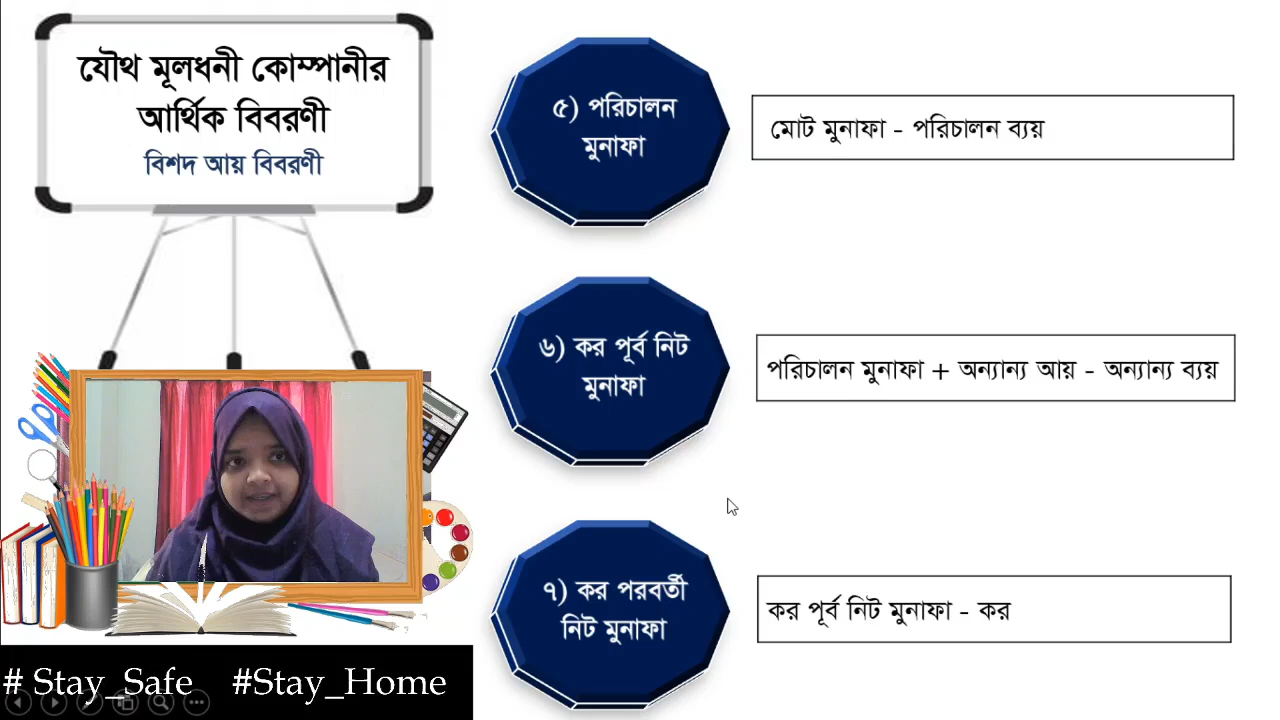 যৌথ মূলধনী কোম্পানীর
আর্থিক বিবরণী
বিশদ আয় বিবরণী
৫) পরিচালন
মুনাফা
মোট মুনাফা - পরিচালন ব্যয়
৬) কর পূর্ব নিট
মুনাফা
পরিচালন মুনাফা + অন্যান্য আয় - অন্যান্য ব্যয়
৭) কর পরবর্তী
নিট মুনাফা
কর পূর্ব নিট মুনাফা - কর
# Stay_Safe #Stay_Home